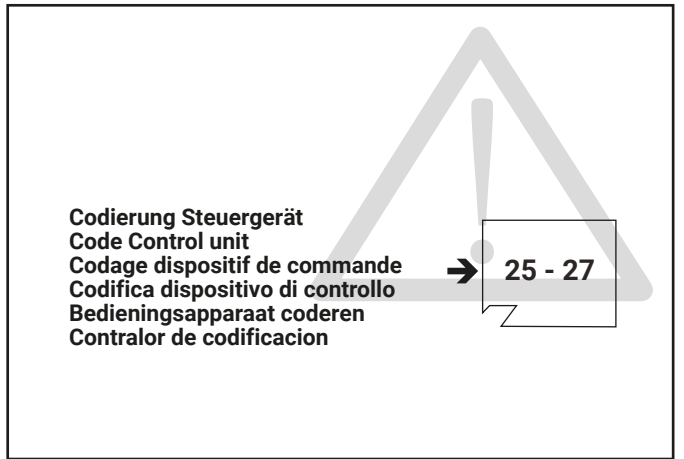 Codierung Steuergerät
Code Control unit
Codage dispositif de commande
Codifica dispositivo di controllo
Bedieningsapparaat coderen
Contralor de codificacion
➔ 25 - 27